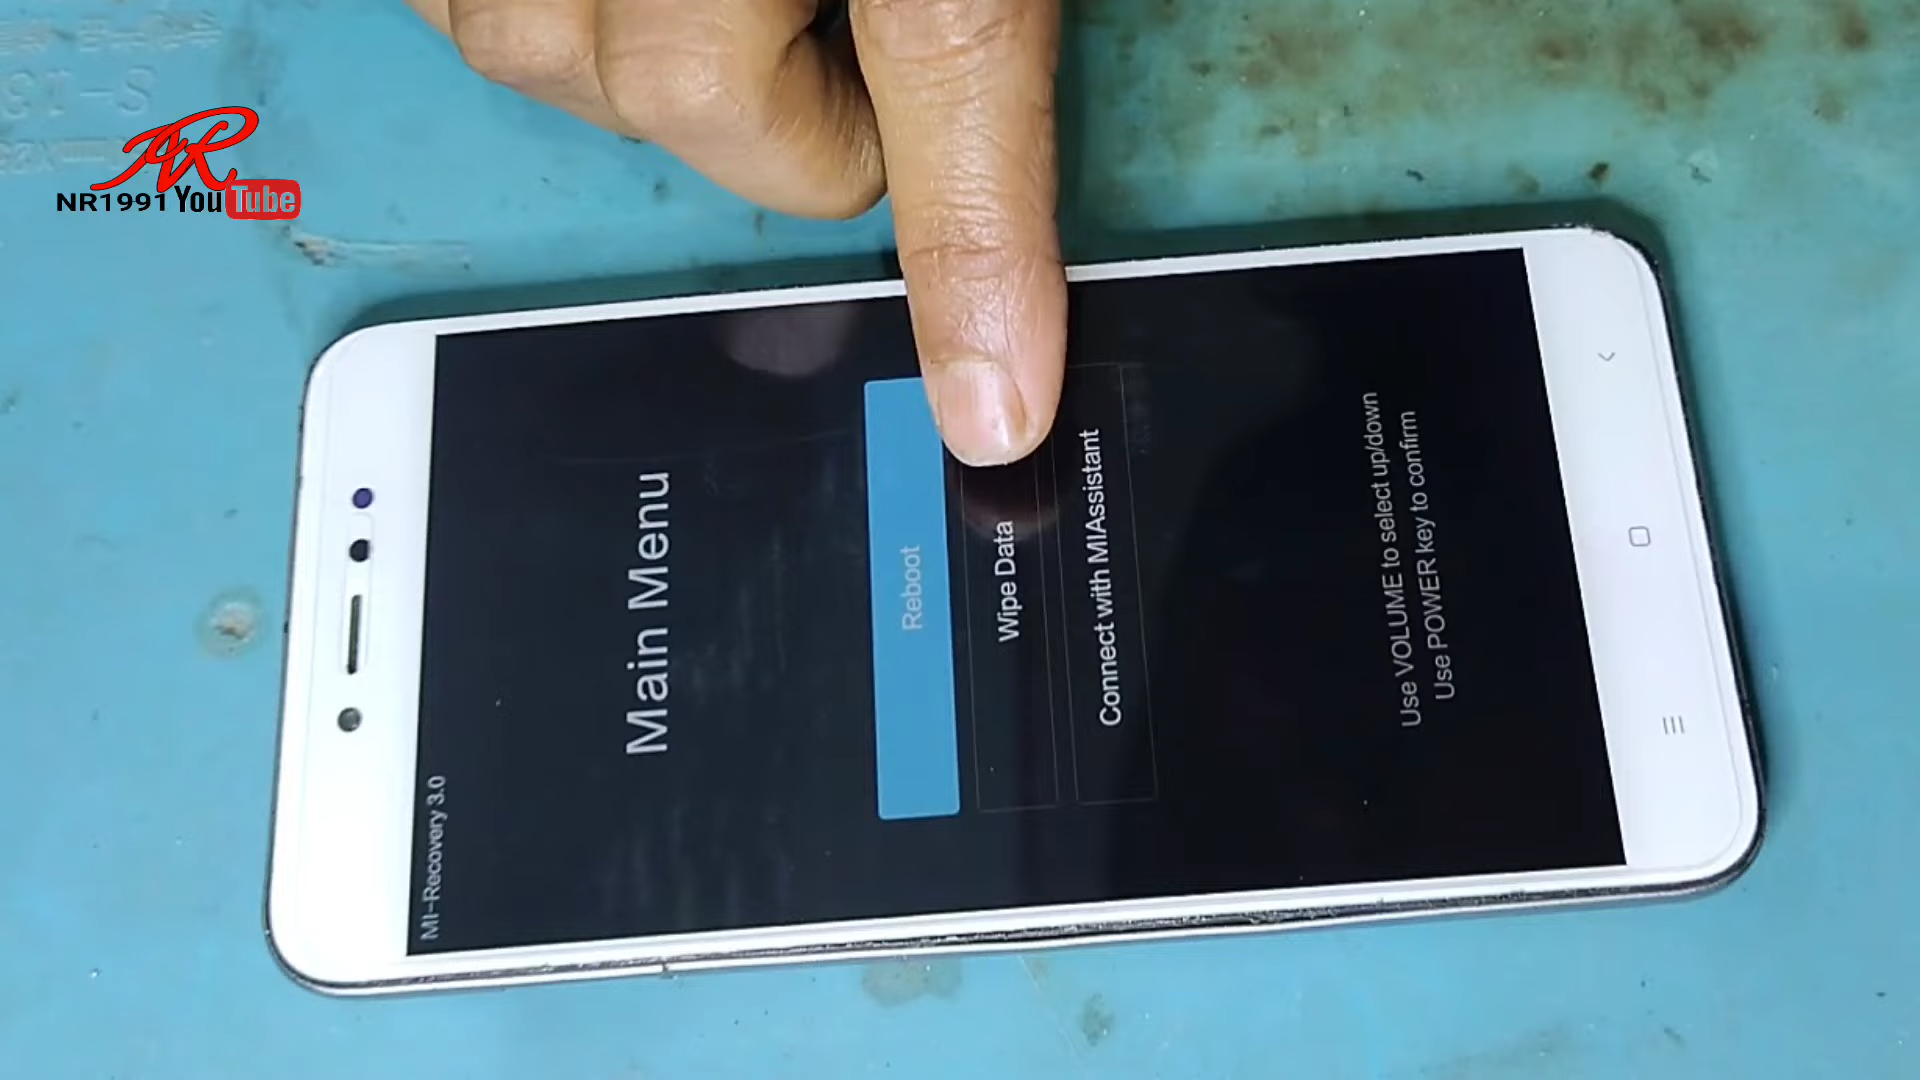 NR1991 YouTube
MI-Recovery 3.0
Main Menu
Reboot
Wipe Data
Connect with MIAssistant
Use VOLUME to select up/down
Use POWER key to confirm